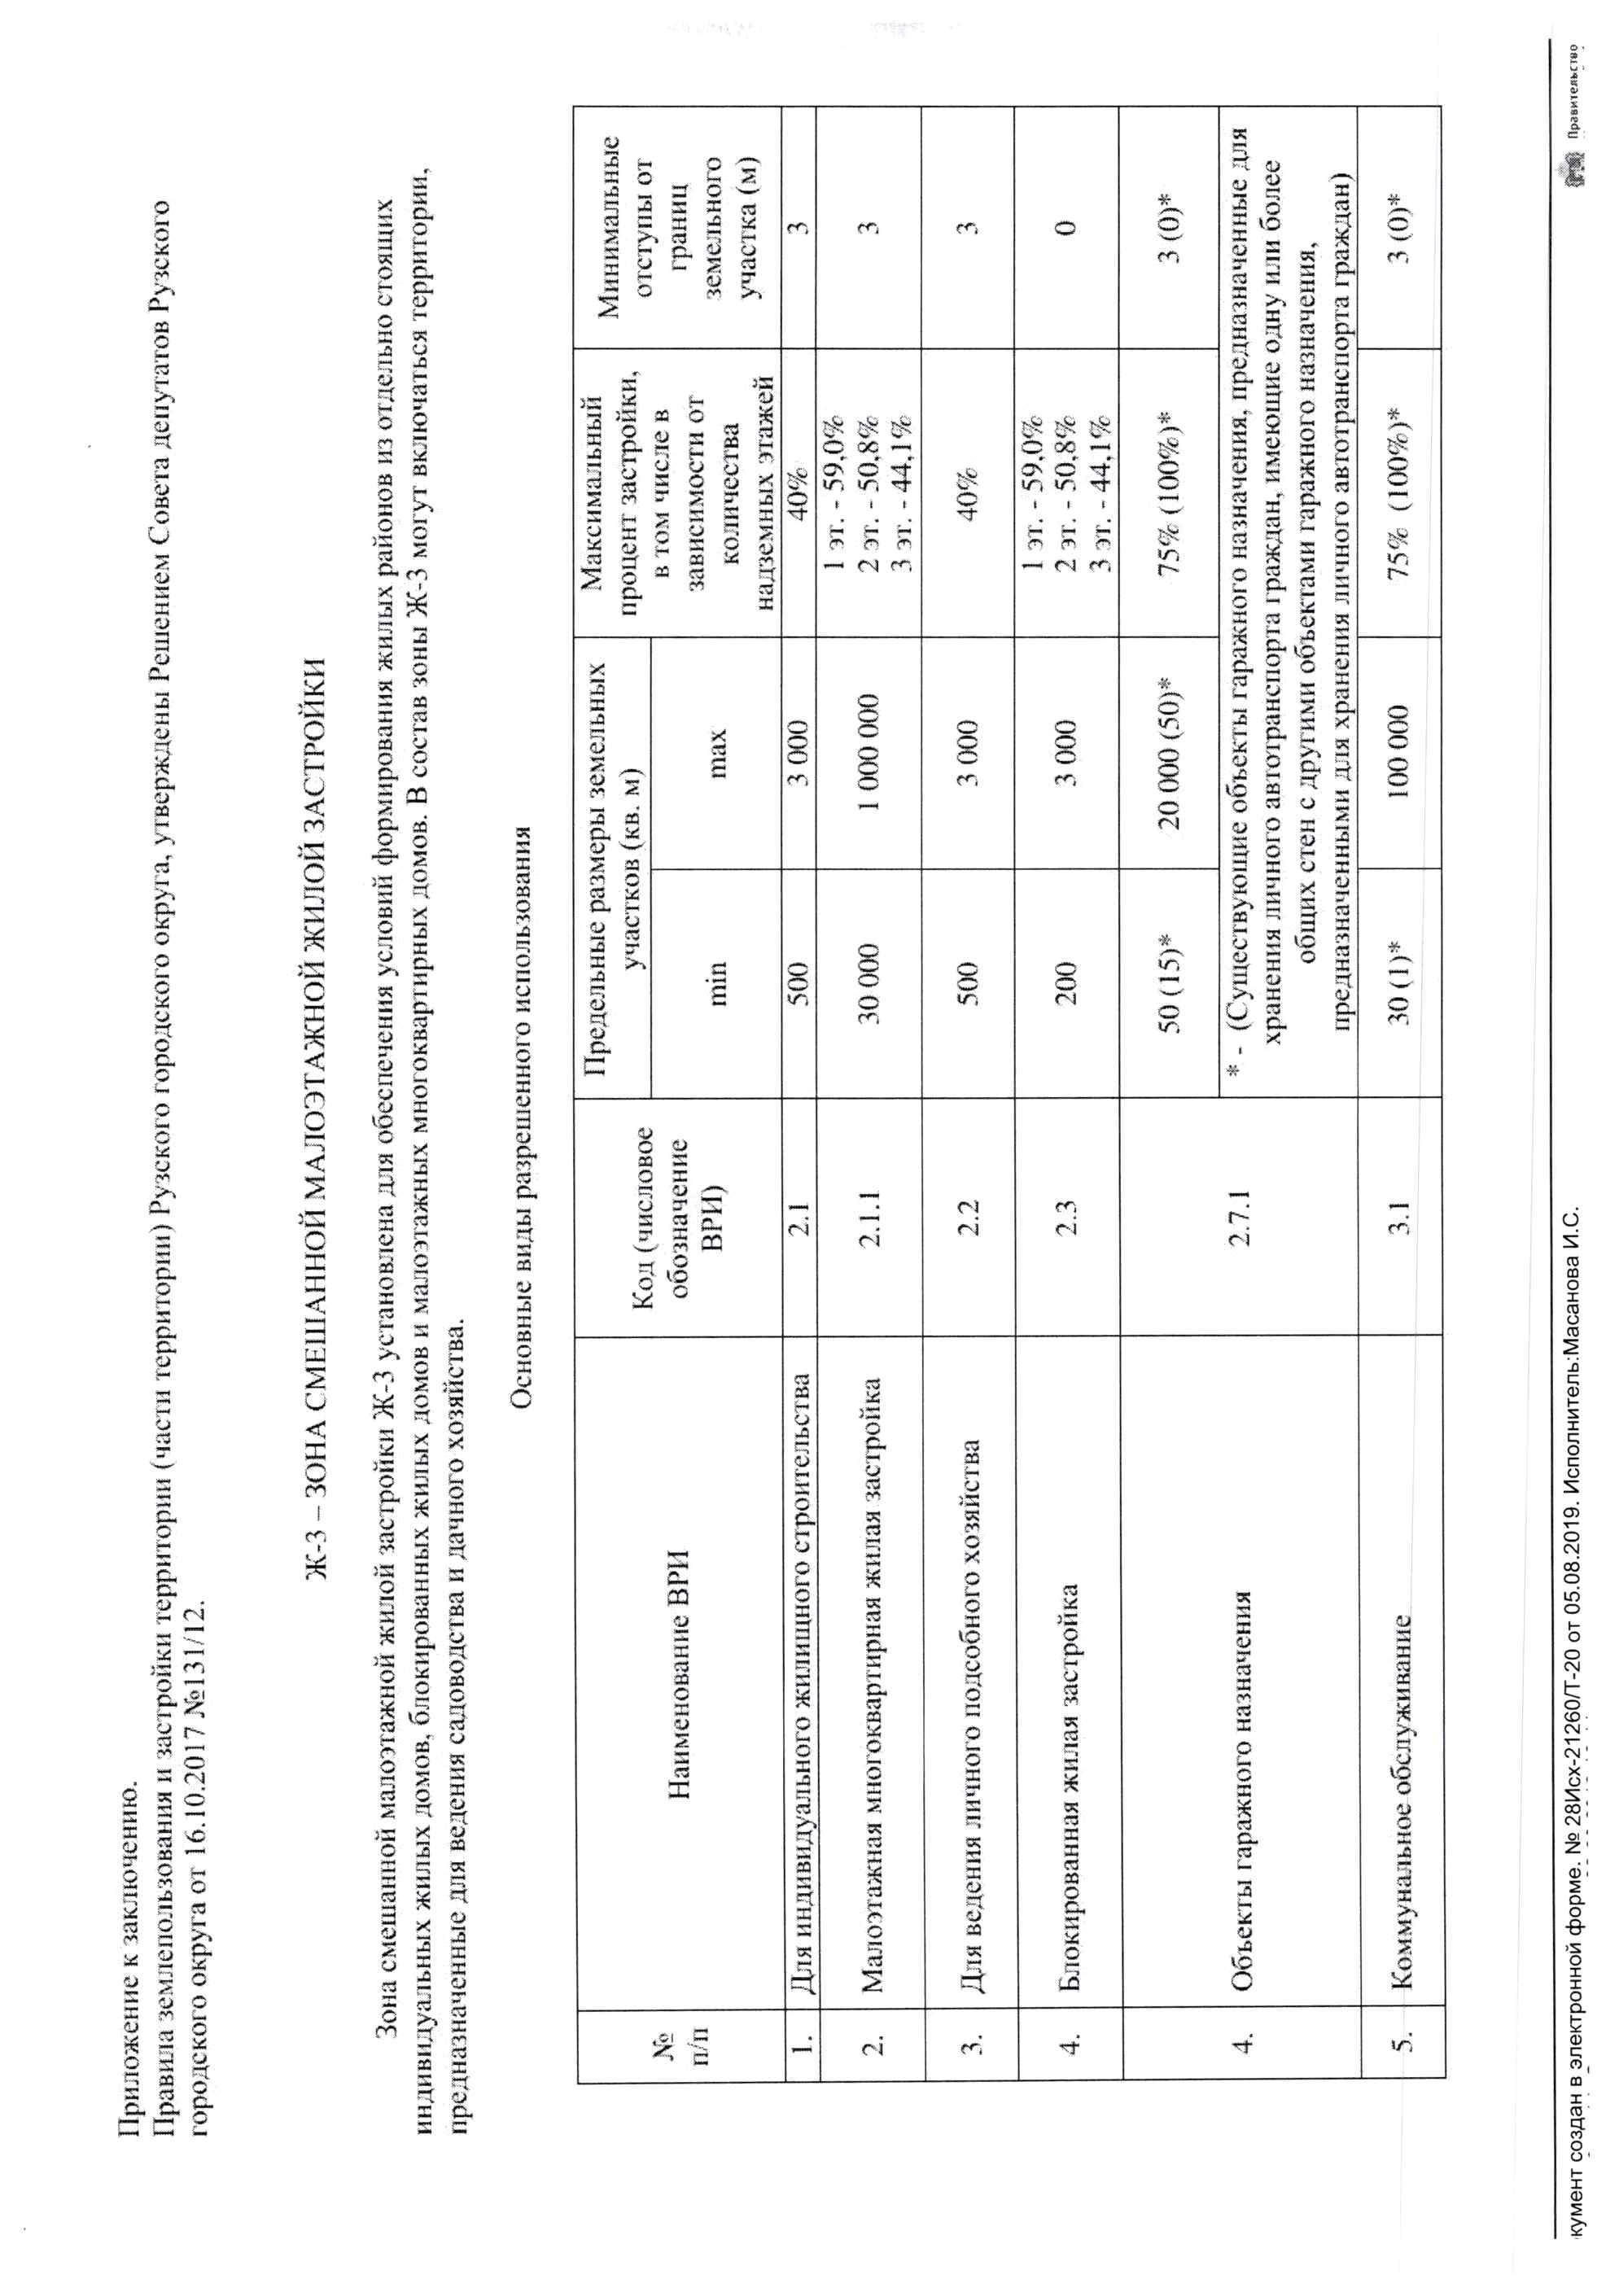 Приложение к заключению.
Правила землепользования и застройки территории (части территории) Рузского городского округа, утверждены Решением Совета депутатов Рузского
городского округа от 16.10.2017 №131/12.
Ж-3 – ЗОНА СМЕШАННОЙ МАЛОЭТАЖНОЙ ЖИЛОЙ ЗАСТРОЙКИ
Зона смешанной малоэтажной жилой застройки Ж-3 установлена для обеспечения условий формирования жилых районов из отдельно стоящих
индивидуальных жилых домов, блокированных жилых домов и малоэтажных многоквартирных домов. В состав зоны Ж-3 могут включаться территории,
предназначенные для ведения садоводства и дачного хозяйства.
Основные виды разрешенного использования
№
п/п
Наименование ВРИ
Код (числовое
обозначение
ВРИ)
Предельные размеры земельных
участков (кв. м)
min
max
Максимальный
процент застройки,
в том числе в
зависимости от
количества
надземных этажей
Минимальные
отступы от
границ
земельного
участка (м)
1. Для индивидуального жилищного строительства 2.1 500 3 000 40% 3
2. Малоэтажная многоквартирная жилая застройка 2.1.1 30 000 1 000 000
1 эт. - 59,0%
2 эт. - 50,8%
3 эт. - 44,1%
3
3. Для ведения личного подсобного хозяйства 2.2 500 3 000 40% 3
4. Блокированная жилая застройка 2.3 200 3 000
1 эт. - 59,0%
2 эт. - 50,8%
3 эт. - 44,1%
0
4. Объекты гаражного назначения 2.7.1 50 (15)* 20 000 (50)* 75% (100%)* 3 (0)*
* - (Существующие объекты гаражного назначения, предназначенные для
хранения личного автотранспорта граждан, имеющие одну или более
общих стен с другими объектами гаражного назначения,
предназначенными для хранения личного автотранспорта граждан)
5. Коммунальное обслуживание 3.1 30 (1)* 100 000 75% (100%)* 3 (0)*
кумент создан в электронной форме. № 28Исх-21260/Т-20 от 05.08.2019. Исполнитель:Масанова И.С.
Правительство